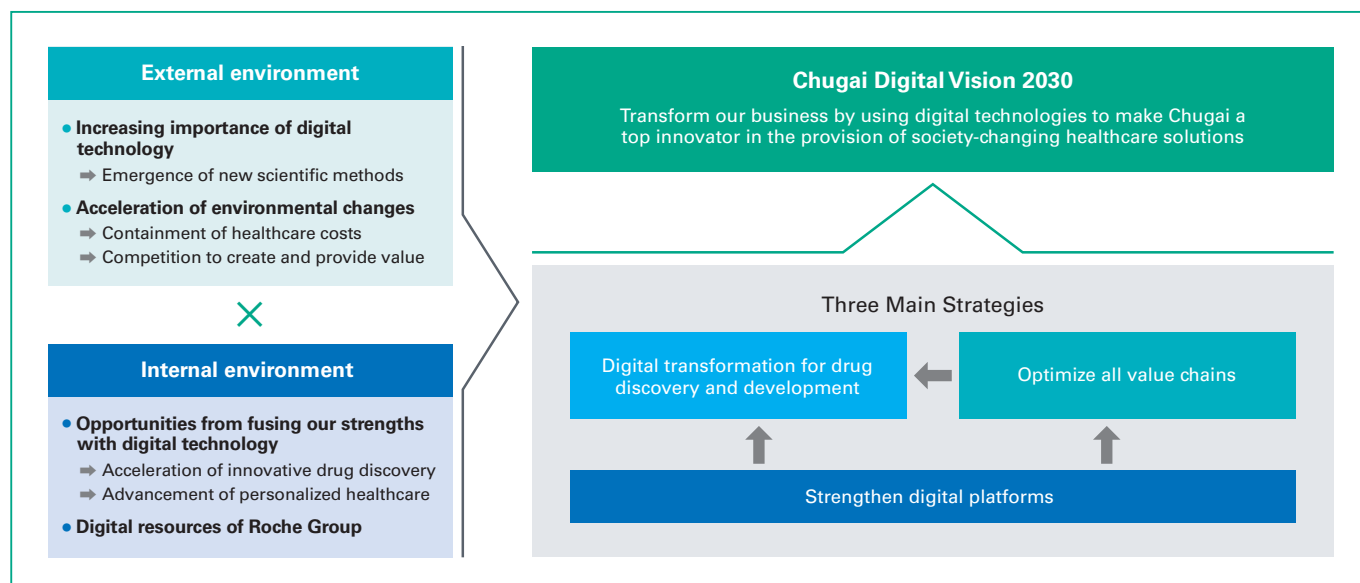 External environment
• Increasing importance of digital
technology
➡ Emergence of new scientific methods
• Acceleration of environmental changes
➡ Containment of healthcare costs
➡ Competition to create and provide value
×
Internal environment
• Opportunities from fusing our strengths
with digital technology
➡ Acceleration of innovative drug discovery
➡ Advancement of personalized healthcare
• Digital resources of Roche Group
Chugai Digital Vision 2030
Transform our business by using digital technologies to make Chugai a
top innovator in the provision of society-changing healthcare solutions
Three Main Strategies
Digital transformation for drug
discovery and development
Optimize all value chains
Strengthen digital platforms